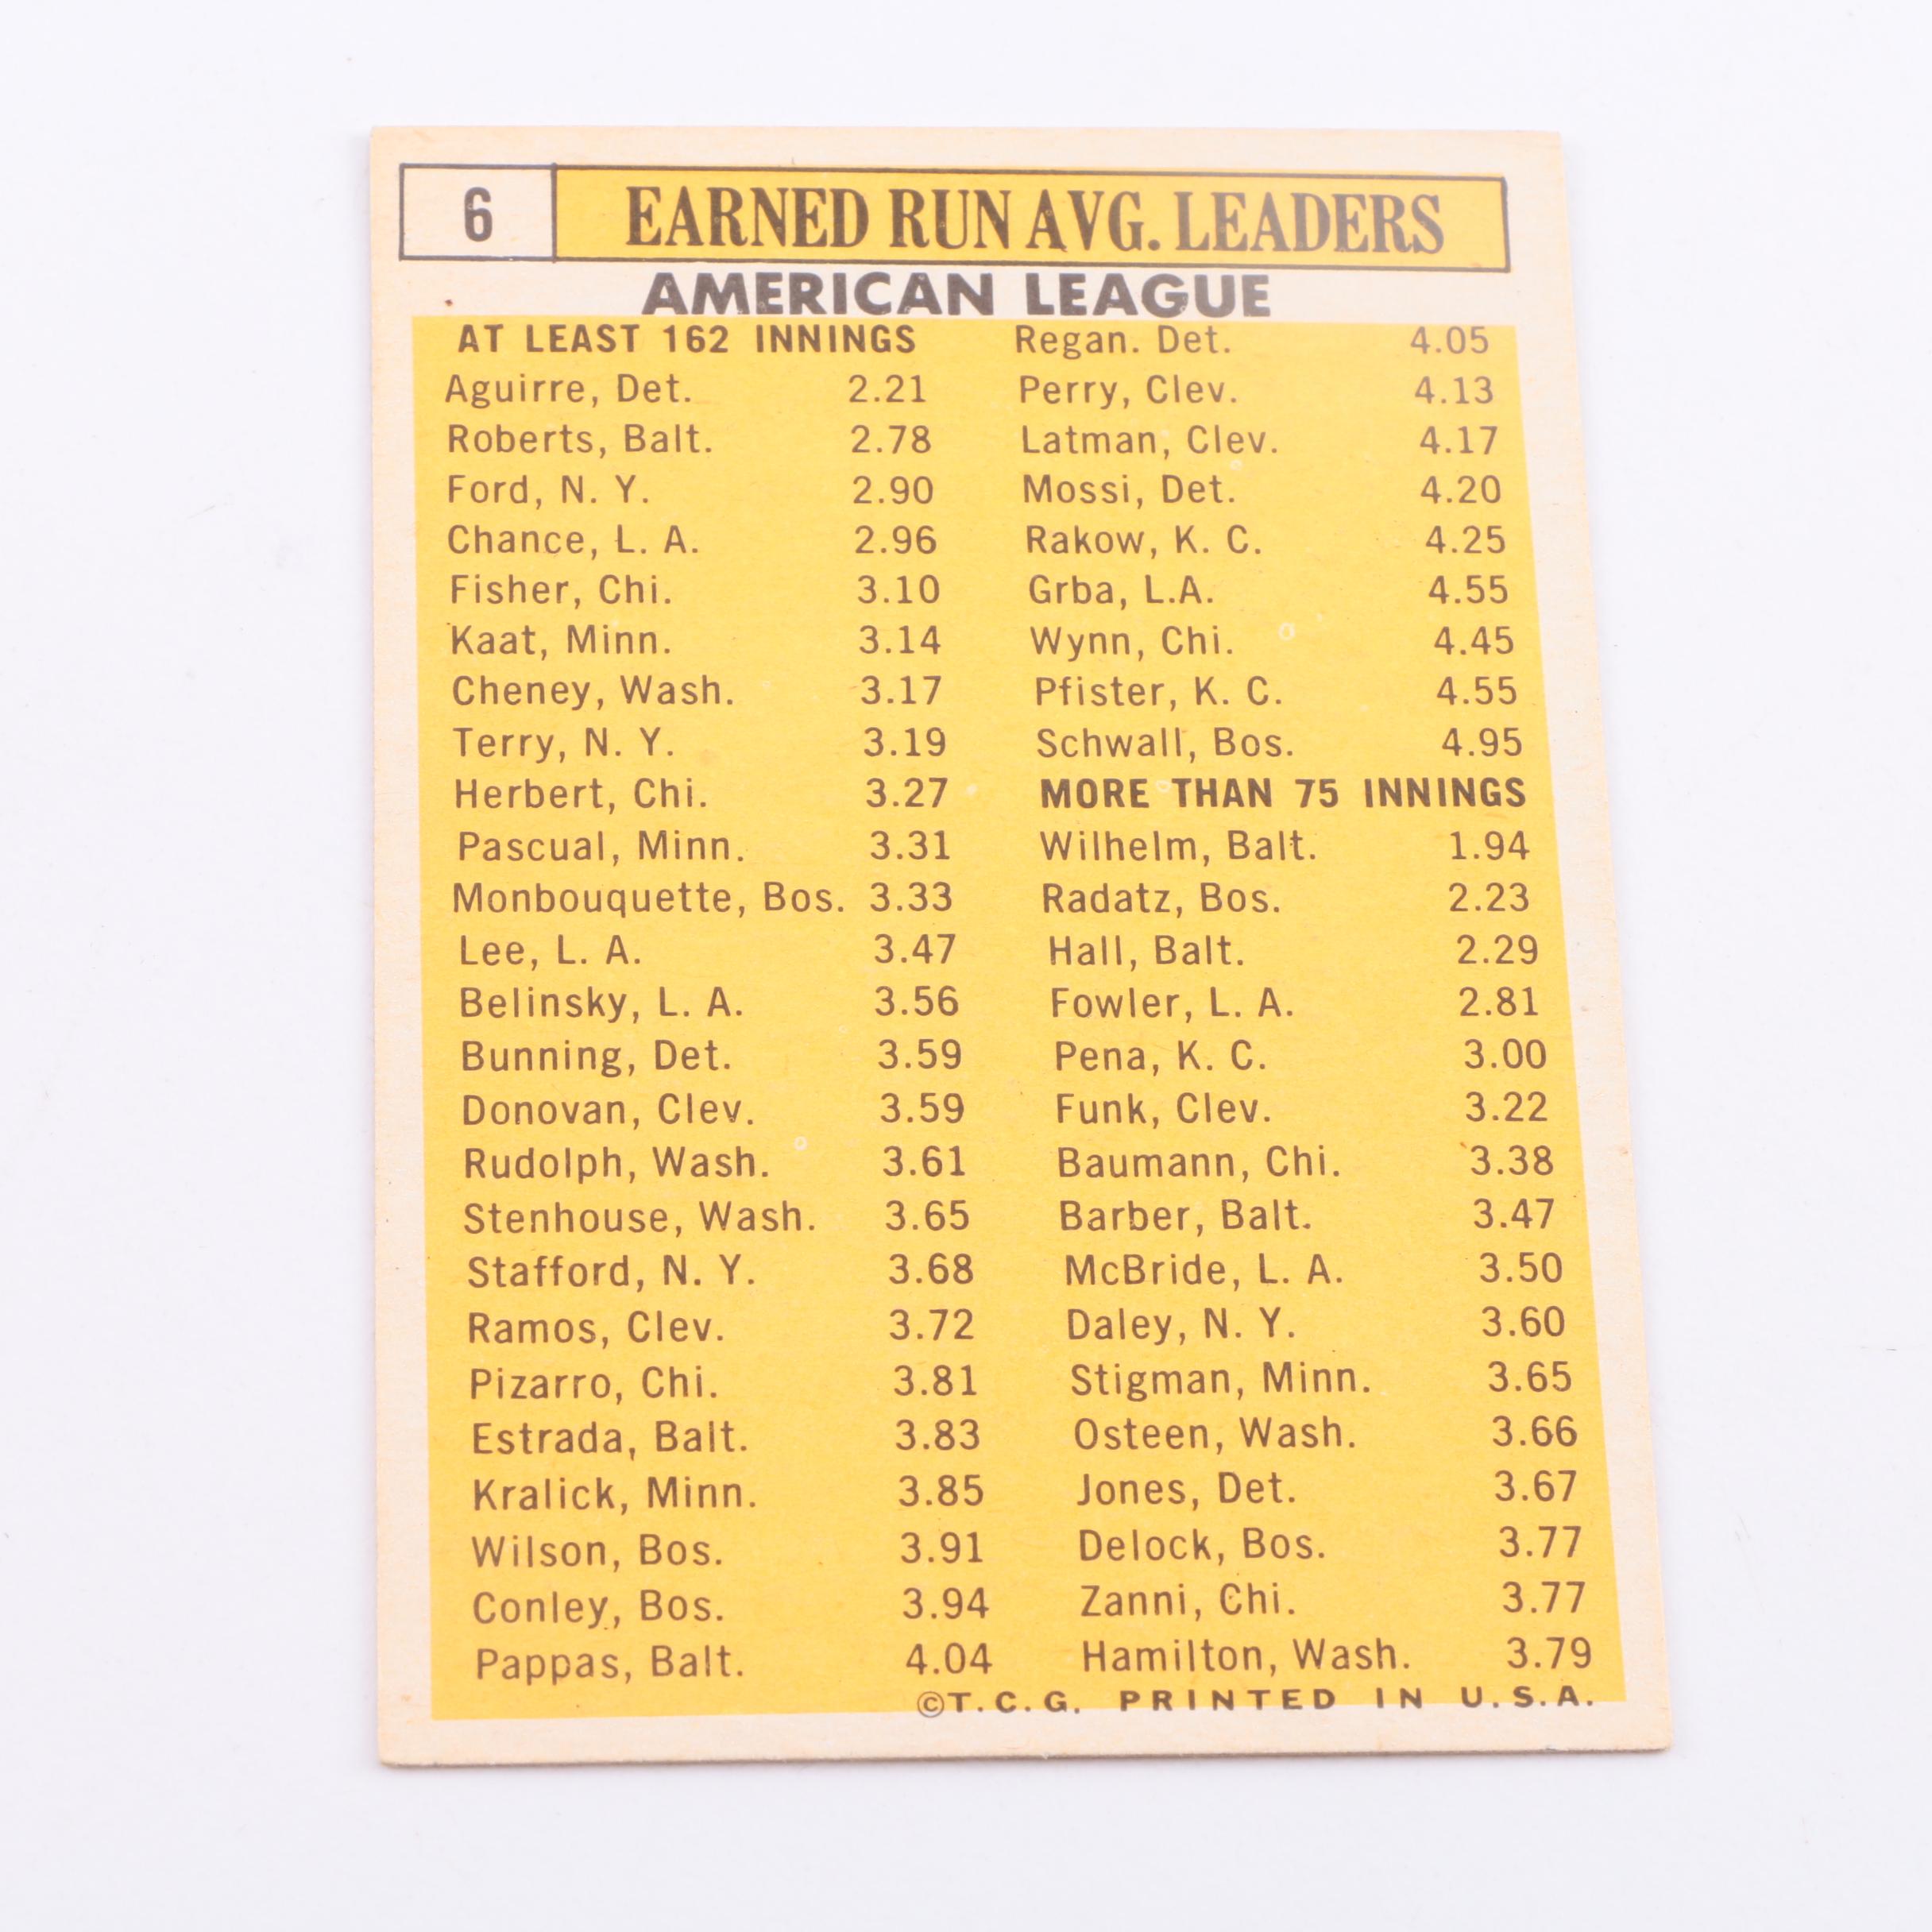 6 EARNED RUN AVG. LEADERS
AMERICAN LEAGUE
AT LEAST 162 INNINGS
Aguirre, Det. 2.21
Roberts, Balt. 2.78
Ford, N. Y. 2.90
Chance, L. A. 2.96
Fisher, Chi. 3.10
Kaat, Minn. 3.14
Cheney, Wash. 3.17
Terry, N. Y. 3.19
Herbert, Chi. 3.27
Pascual, Minn. 3.31
Monbouquette, Bos. 3.33
Lee, L. A. 3.47
Belinsky, L. A. 3.56
Bunning, Det. 3.59
Donovan, Clev. 3.59
Rudolph, Wash. 3.61
Stenhouse, Wash. 3.65
Stafford, N. Y. 3.68
Ramos, Clev. 3.72
Pizarro, Chi. 3.81
Estrada, Balt. 3.83
Kralick, Minn. 3.85
Wilson, Bos. 3.91
Conley, Bos. 3.94
Pappas, Balt. 4.04
Regan. Det. 4.05
Perry, Clev. 4.13
Latman, Clev. 4.17
Mossi, Det. 4.20
Rakow, K. C. 4.25
Grba, L.A. 4.55
Wynn, Chi. 4.45
Pfister, K. C. 4.55
Schwall, Bos. 4.95
MORE THAN 75 INNINGS
Wilhelm, Balt. 1.94
Radatz, Bos. 2.23
Hall, Balt. 2.29
Fowler, L. A. 2.81
Pena, K. C. 3.00
Funk, Clev. 3.22
Baumann, Chi. 3.38
Barber, Balt. 3.47
McBride, L. A. 3.50
Daley, N. Y. 3.60
Stigman, Minn. 3.65
Osteen, Wash. 3.66
Jones, Det. 3.67
Delock, Bos. 3.77
Zanni, Chi. 3.77
Hamilton, Wash. 3.79
©T.C.G. PRINTED IN U.S.A.